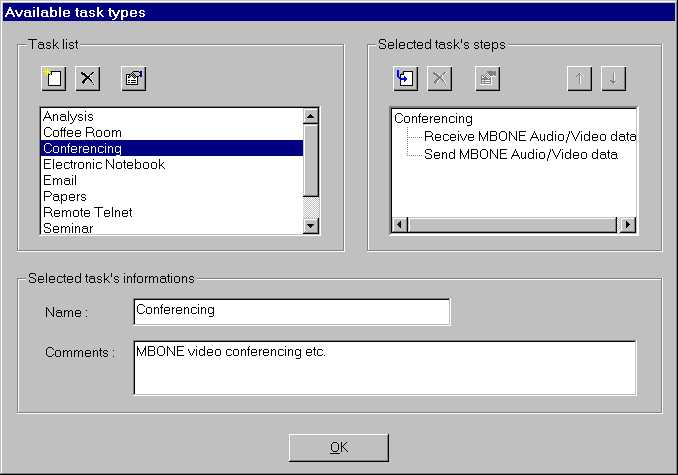 Available task types
Task list
Analysis
Coffee Room
Conferencing
Electronic Notebook
Email
Papers
Remote Telnet
Seminar
Selected task's steps
Conferencing
Receive MBONE Audio/Video data
Send MBONE Audio/Video data
Selected task's informations
Name :
Conferencing
Comments :
MBONE video conferencing etc.
OK